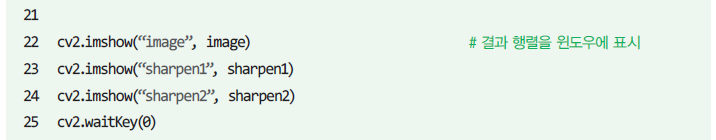 21
22 cv2.imshow(“image”, image) # 결과 행렬을 윈도우에 표시
23 cv2.imshow(“sharpen1”, sharpen1)
24 cv2.imshow(“sharpen2”, sharpen2)
25 cv2.waitKey(0)